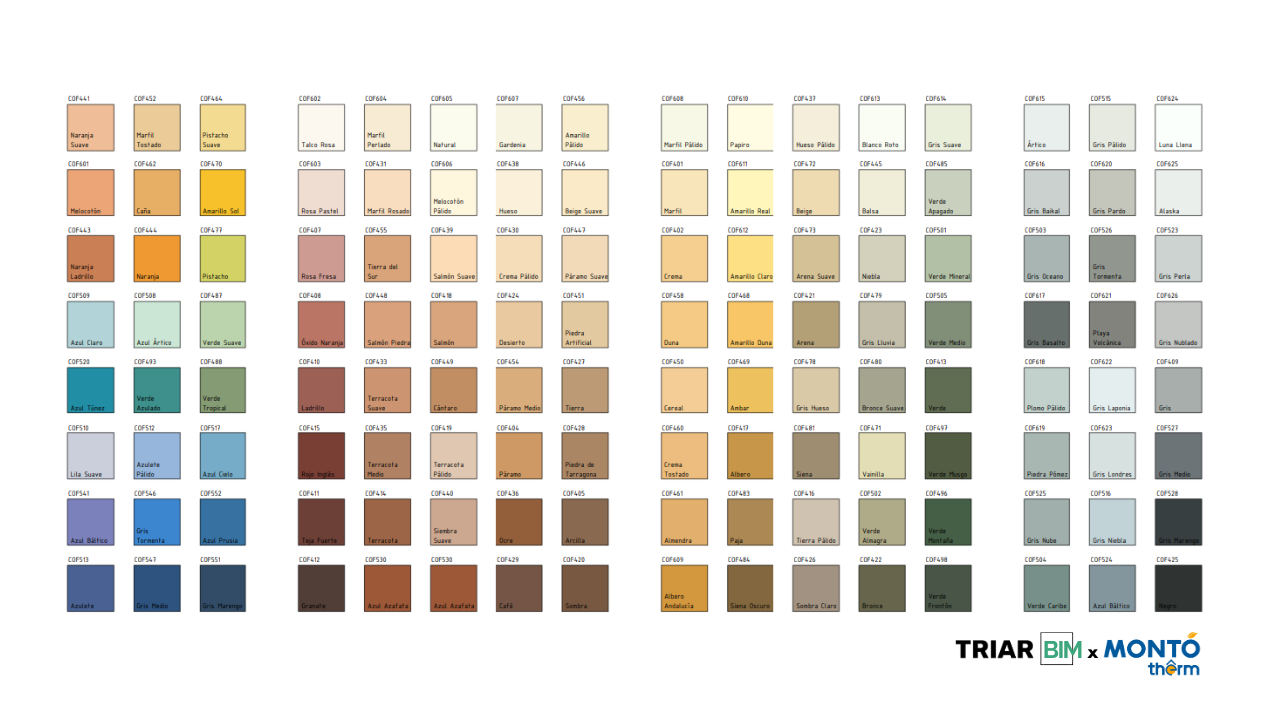 COF441 COF452 COF464 COF602 COF604 COF605 COF607 COF456 COF608 COF610 COF437 COF613 COF614 COF615 COF515 COF624
Naranja Suave Marfil Tostado Pistacho Suave Talco Rosa Marfil Perlado Natural Gardenia Amarillo Pálido Marfil Pálido Papiro Hueso Pálido Blanco Roto Gris Suave Ártico Gris Pálido Luna Llena
COF601 COF462 COF470 COF603 COF431 COF606 COF438 COF446 COF401 COF611 COF472 COF445 COF485 COF616 COF620 COF625
Melocotón Caña Amarillo Sol Rosa Pastel Marfil Rosado Melocotón Pálido Hueso Beige Suave Marfil Amarillo Real Beige Balsa Verde Apagado Gris Baikal Gris Pardo Alaska
COF443 COF444 COF477 COF407 COF455 COF439 COF430 COF447 COF402 COF612 COF473 COF423 COF501 COF503 COF526 COF523
Naranja Ladrillo Naranja Pistacho Rosa Fresa Tierra del Sur Salmón Suave Crema Pálido Páramo Suave Crema Amarillo Claro Arena Suave Niebla Verde Mineral Gris Oceano Gris Tormenta Gris Perla
COF509 COF508 COF487 COF408 COF448 COF418 COF424 COF451 COF458 COF468 COF421 COF479 COF505 COF617 COF621 COF626
Azul Claro Azul Ártico Verde Suave Óxido Naranja Salmón Piedra Salmón Desierto Piedra Artificial Duna Amarillo Duna Arena Gris Lluvia Verde Medio Gris Basalto Playa Volcánica Gris Nublado
COF520 COF493 COF488 COF410 COF433 COF449 COF454 COF427 COF450 COF469 COF478 COF480 COF413 COF618 COF622 COF409
Azul Túnez Verde Azulado Verde Tropical Ladrillo Terracota Suave Cántaro Páramo Medio Tierra Cereal Ambar Gris Hueso Bronce Suave Verde Plomo Pálido Gris Laponia Gris
COF510 COF512 COF517 COF415 COF435 COF419 COF404 COF428 COF460 COF417 COF481 COF471 COF497 COF619 COF623 COF527
Lila Suave Azulete Pálido Azul Cielo Rojo Inglés Terracota Medio Terracota Pálido Páramo Piedra de Tarragona Crema Tostado Albero Siena Vainilla Verde Musgo Piedra Pómez Gris Londres Gris Medio
COF541 COF546 COF552 COF411 COF414 COF440 COF436 COF405 COF461 COF483 COF416 COF502 COF496 COF525 COF516 COF528
Azul Báltico Gris Tormenta Azul Prusia Teja Fuerte Terracota Siembra Suave Ocre Arcilla Almendra Paja Tierra Pálido Verde Almagra Verde Montaña Gris Nube Gris Niebla Gris Marengo
COF513 COF547 COF551 COF412 COF530 COF530 COF429 COF420 COF609 COF484 COF426 COF422 COF498 COF504 COF524 COF425
Azulete Gris Medio Gris Marengo Granate Azul Azafata Azul Azafata Café Sombra Albero Andalucía Siena Oscuro Sombra Claro Bronce Verde Frontón Verde Caribe Azul Báltico Negro
TRIAR BIM x MONTÓ
thêrm